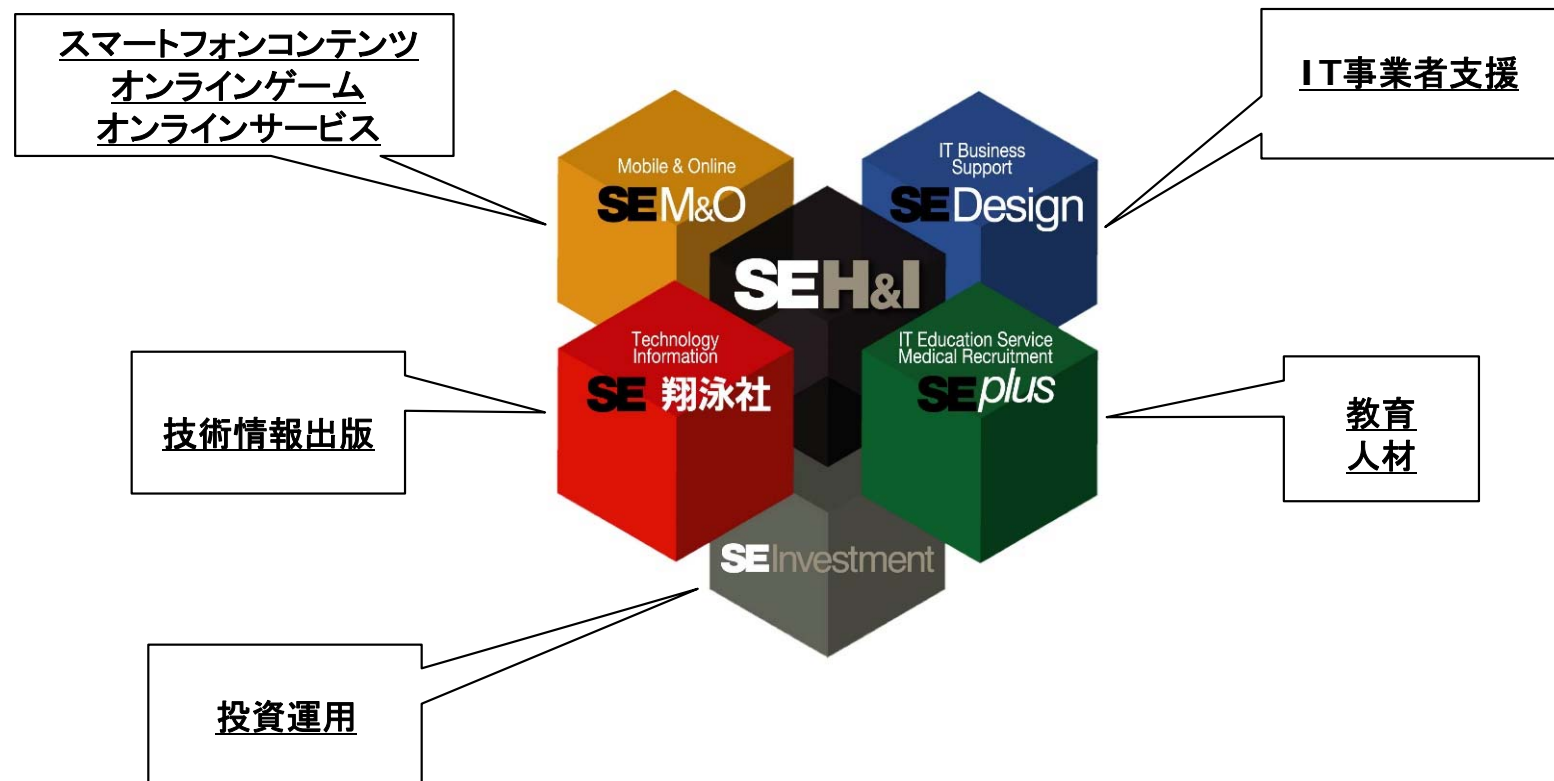 スマートフォンコンテンツ
オンラインゲーム
オンラインサービス
IT事業者支援
Mobile & Online
SEM&O
IT Business
Support
SEDesign
SEH&I
Technology
Information
SE 翔泳社
IT Education Service
Medical Recruitment
SEplus
技術情報出版
教育
人材
SEInvestment
投資運用